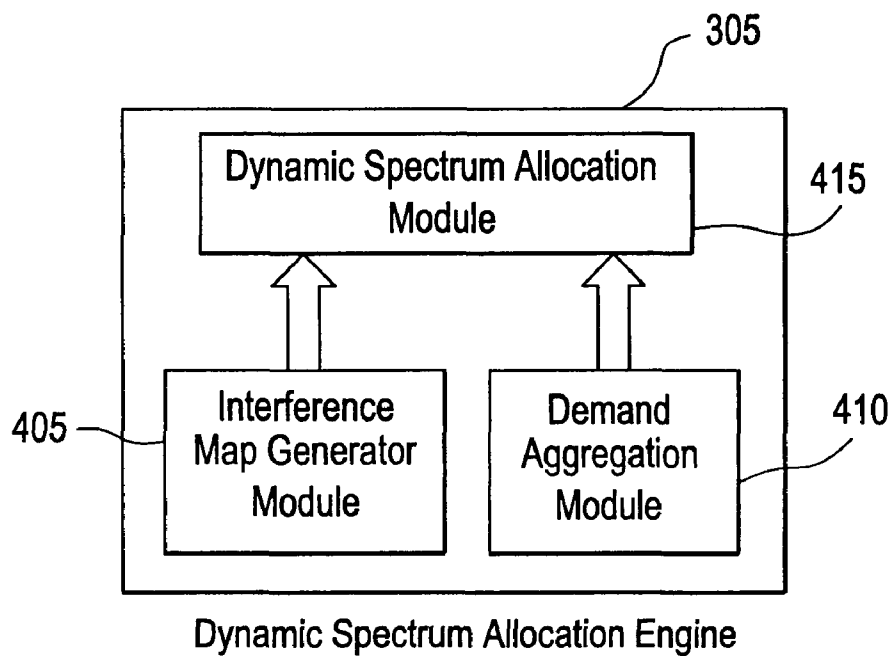 305
Dynamic Spectrum Allocation
Module
415
Interference
Map Generator
Module
405
Demand
Aggregation
Module
410
Dynamic Spectrum Allocation Engine